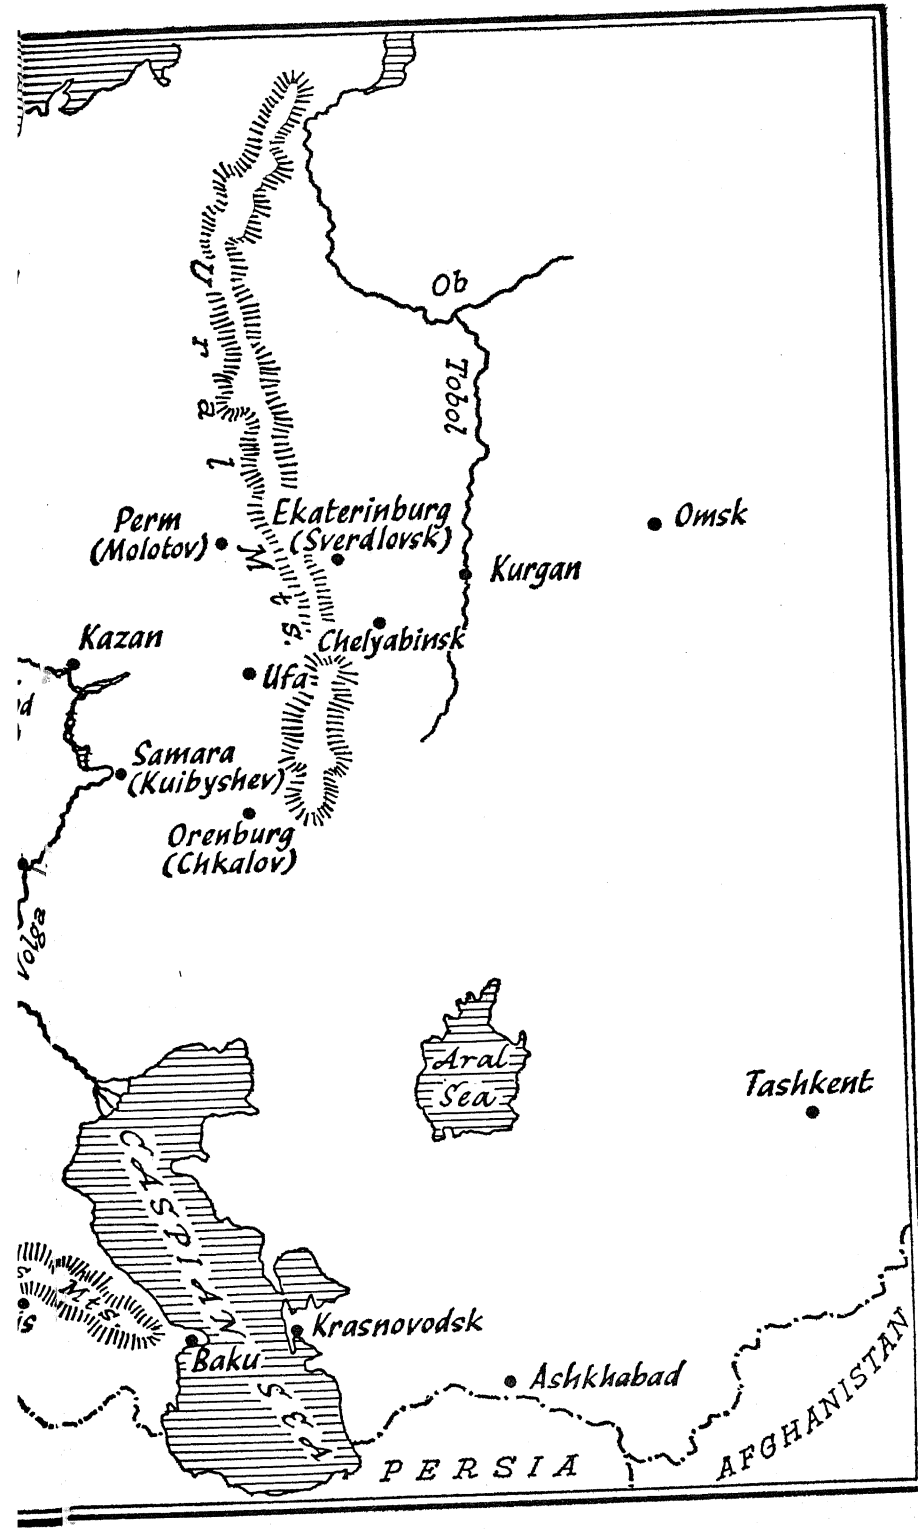 Ob
Ural Mts.
Tobol
Perm
(Molotov)
Ekaterinburg
(Sverdlovsk)
Omsk
Kurgan
Kazan
Chelyabinsk
Ufa
Samara
(Kuibyshev)
Orenburg
(Chkalov)
Volga
Aral
Sea
Tashkent
CASPIAN SEA
Mts.
Krasnovodsk
Baku
Ashkhabad
PERSIA
AFGHANISTAN